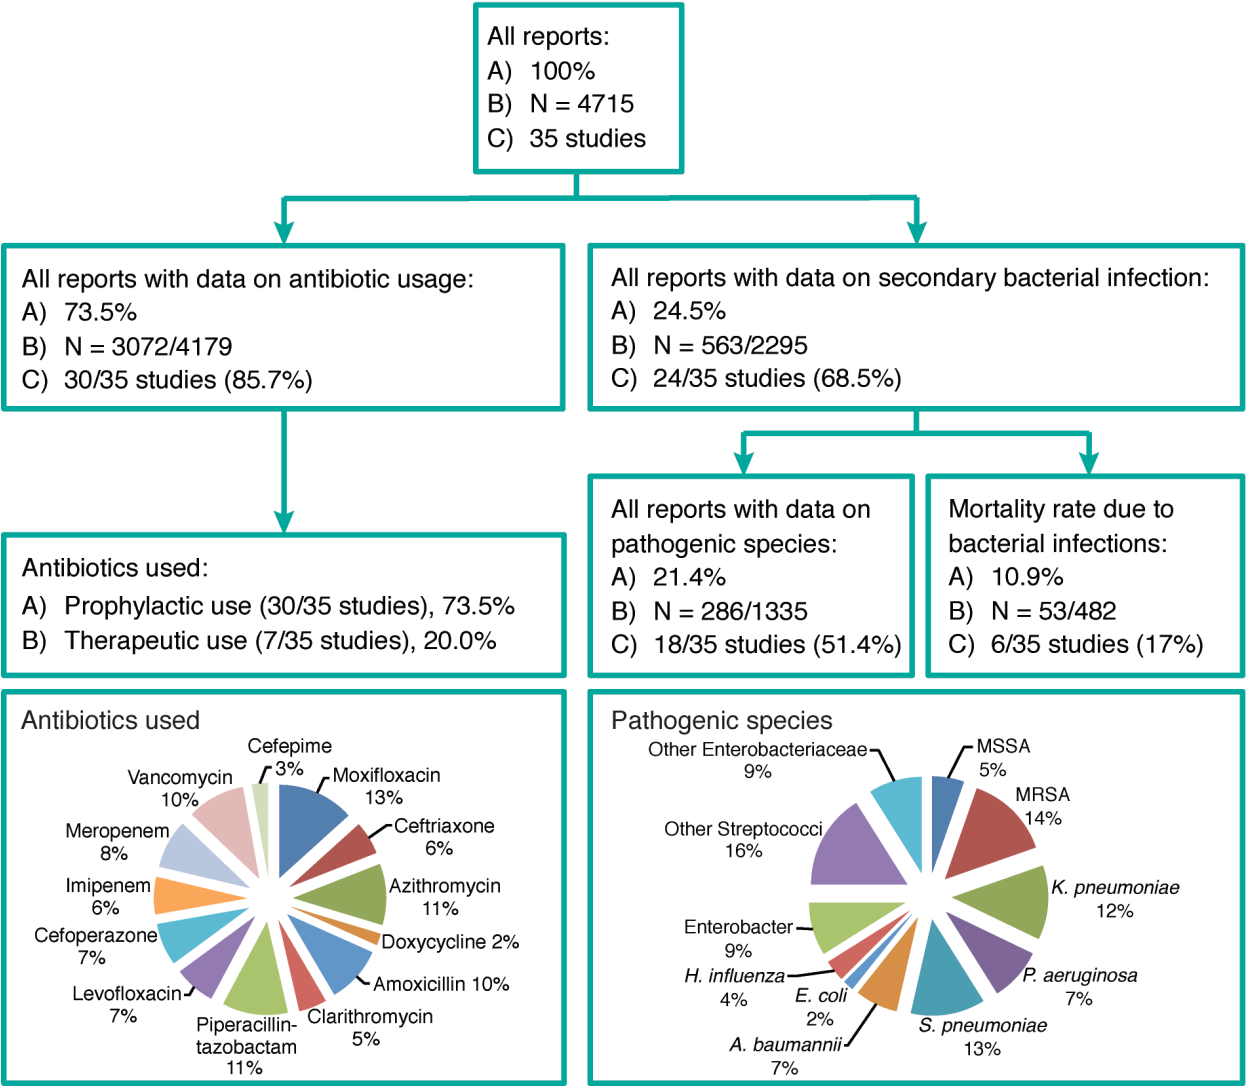 All reports:
A) 100%
B) N = 4715
C) 35 studies
All reports with data on antibiotic usage:
A) 73.5%
B) N = 3072/4179
C) 30/35 studies (85.7%)
All reports with data on secondary bacterial infection:
A) 24.5%
B) N = 563/2295
C) 24/35 studies (68.5%)
Antibiotics used:
A) Prophylactic use (30/35 studies), 73.5%
B) Therapeutic use (7/35 studies), 20.0%
All reports with data on
pathogenic species:
A) 21.4%
B) N = 286/1335
C) 18/35 studies (51.4%)
Mortality rate due to
bacterial infections:
A) 10.9%
B) N = 53/482
C) 6/35 studies (17%)
Antibiotics used
Cefepime
3%
Moxifloxacin
13%
Ceftriaxone
6%
Azithromycin
11%
Doxycycline 2%
Amoxicillin 10%
Clarithromycin
5%
Piperacillin-
tazobactam
11%
Levofloxacin
7%
Cefoperazone
7%
Imipenem
6%
Meropenem
8%
Vancomycin
10%
Pathogenic species
MSSA
5%
MRSA
14%
K. pneumoniae
12%
P. aeruginosa
7%
S. pneumoniae
13%
A. baumannii
7%
E. coli
2%
H. influenza
4%
Enterobacter
9%
Other Streptococci
16%
Other Enterobacteriaceae
9%